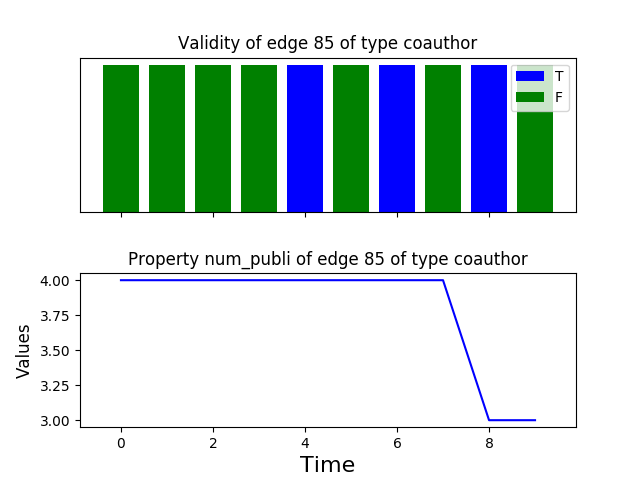 Validity of edge 85 of type coauthor
T
F
Property num_publi of edge 85 of type coauthor
4.00
3.75
3.50
3.25
3.00
Values
0 2 4 6 8
Time